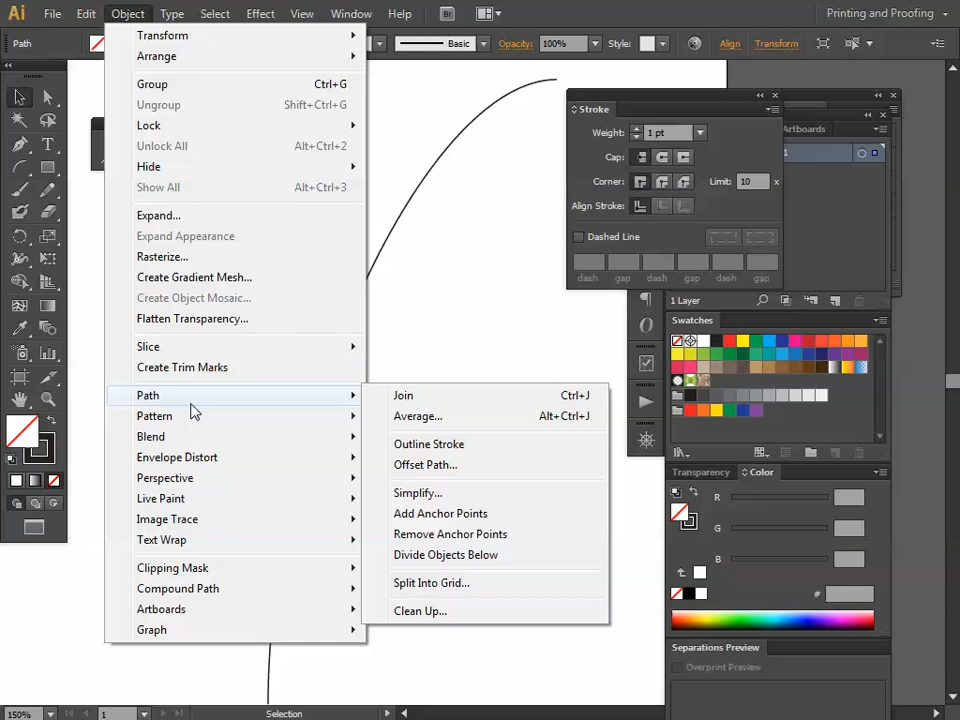 Ai File Edit Object Type Select Effect View Window Help Br Printing and Proofing
Path Basic Opacity: 100% Style: Align Transform
Transform
Arrange
Group Ctrl+G
Ungroup Shift+Ctrl+G
Lock
Unlock All Alt+Ctrl+2
Hide
Show All Alt+Ctrl+3
Expand...
Expand Appearance
Rasterize...
Create Gradient Mesh...
Create Object Mosaic...
Flatten Transparency...
Slice
Create Trim Marks
Path
Pattern
Blend
Envelope Distort
Perspective
Live Paint
Image Trace
Text Wrap
Clipping Mask
Compound Path
Artboards
Graph
Join Ctrl+J
Average... Alt+Ctrl+J
Outline Stroke
Offset Path...
Simplify...
Add Anchor Points
Remove Anchor Points
Divide Objects Below
Split Into Grid...
Clean Up...
Stroke
Weight: 1 pt
Cap:
Corner: Limit: 10 x
Align Stroke:
Dashed Line
dash gap dash gap dash gap
Artboards
1
1 Layer
Swatches
Transparency Color
R
G
B
#
Separations Preview
Overprint Preview
150% 1 Selection